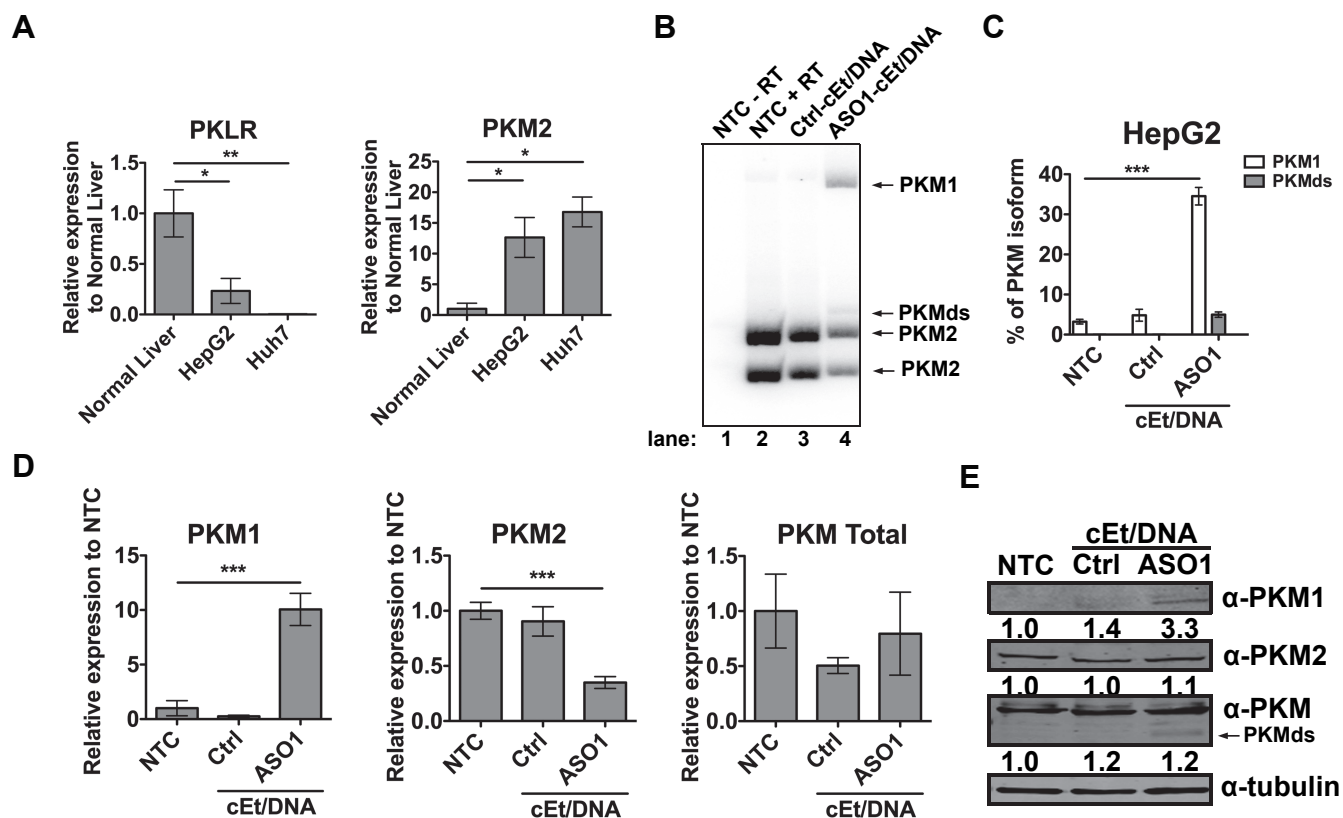 A
PKLR
Relative expression
to Normal Liver
1.5
1.0
0.5
0.0
*
**
Normal Liver
HepG2
Huh7
PKM2
Relative expression
to Normal Liver
25
20
15
10
5
0
*
*
Normal Liver
HepG2
Huh7
B
NTC - RT
NTC + RT
Ctrl-cEt/DNA
ASO1-cEt/DNA
PKM1
PKMds
PKM2
PKM2
lane: 1 2 3 4
C
HepG2
PKM1
PKMds
% of PKM isoform
40
30
20
10
0
***
NTC
Ctrl
ASO1
cEt/DNA
D
PKM1
Relative expression to NTC
15
10
5
0
***
NTC
Ctrl
ASO1
cEt/DNA
PKM2
Relative expression to NTC
1.5
1.0
0.5
0.0
***
NTC
Ctrl
ASO1
cEt/DNA
PKM Total
Relative expression to NTC
1.5
1.0
0.5
0.0
NTC
Ctrl
ASO1
cEt/DNA
E
cEt/DNA
NTC Ctrl ASO1
α-PKM1
1.0 1.4 3.3
α-PKM2
1.0 1.0 1.1
α-PKM
PKMds
1.0 1.2 1.2
α-tubulin